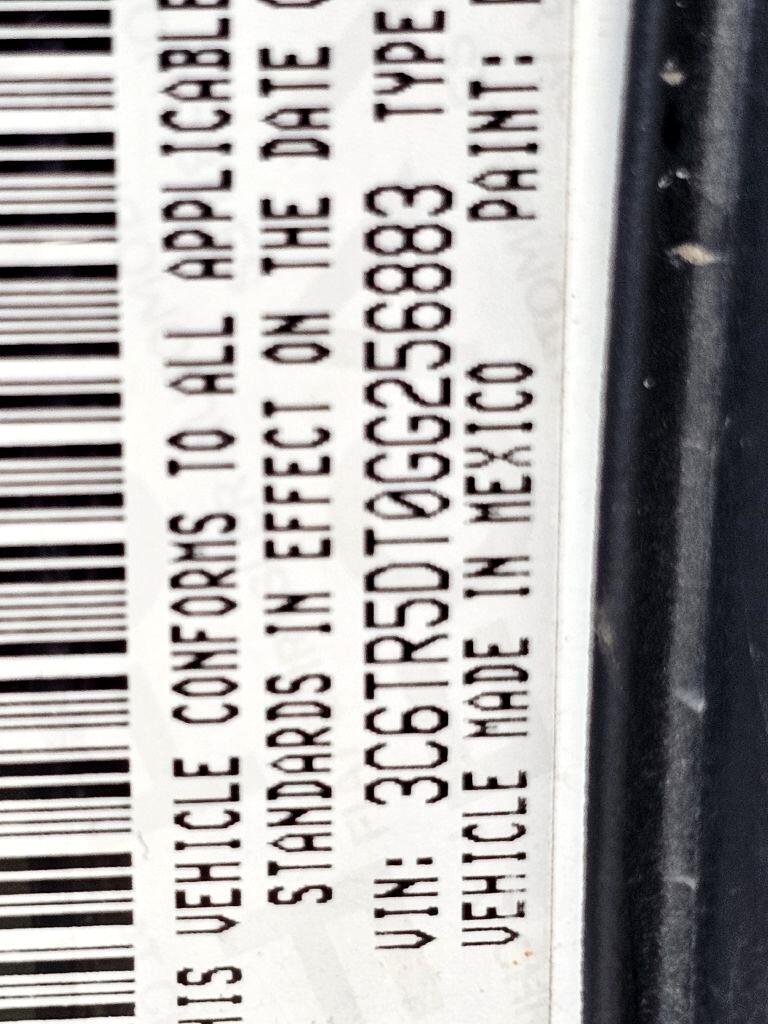 THIS VEHICLE CONFORMS TO ALL APPLICABLE
STANDARDS IN EFFECT ON THE DATE
VIN: 3C6TR5DT0GG256883 TYPE
VEHICLE MADE IN MEXICO PAINT: